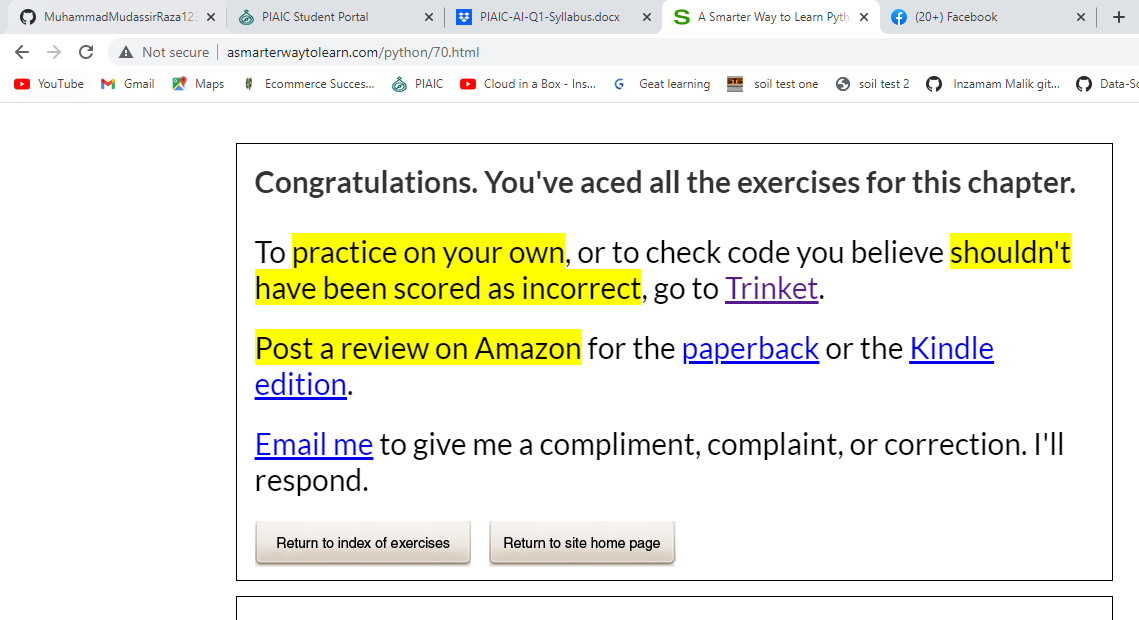 MuhammadMudassirRaza12
PIAIC Student Portal
PIAIC-AI-Q1-Syllabus.docx
A Smarter Way to Learn Pyth
(20+) Facebook
Not secure
asmarterwaytolearn.com/python/70.html
YouTube
Gmail
Maps
Ecommerce Succes...
PIAIC
Cloud in a Box - Ins...
Geat learning
soil test one
soil test 2
Inzamam Malik git...
Data-Sc
Congratulations. You've aced all the exercises for this chapter.
To practice on your own, or to check code you believe shouldn't
have been scored as incorrect, go to Trinket.
Post a review on Amazon for the paperback or the Kindle
edition.
Email me to give me a compliment, complaint, or correction. I'll
respond.
Return to index of exercises
Return to site home page